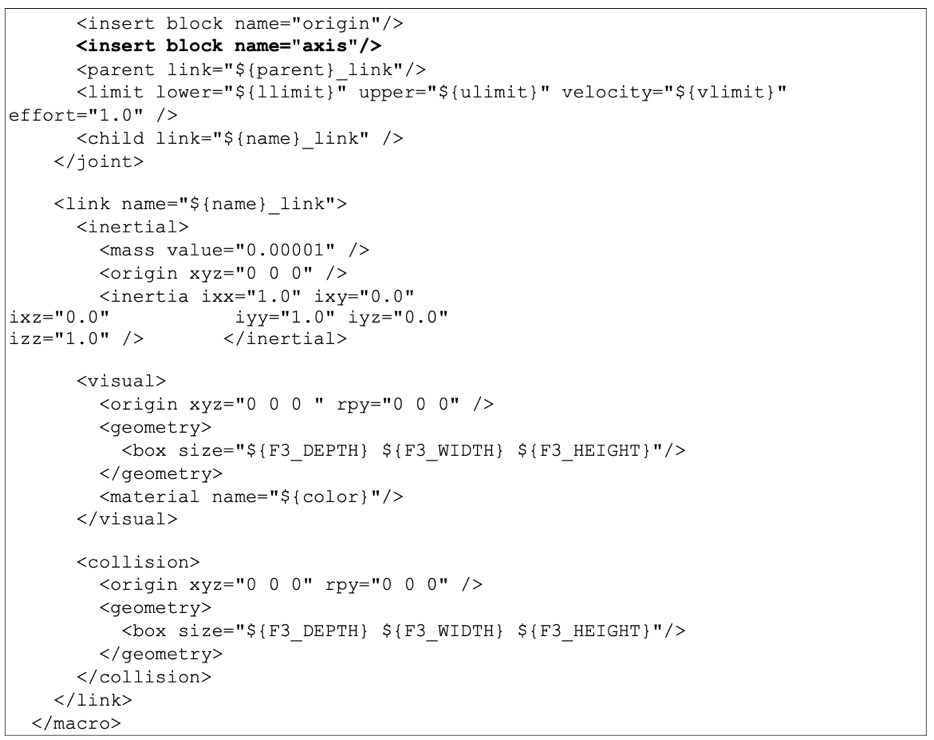 <insert block name="origin"/>
      <insert block name="axis"/>
      <parent link="${parent}_link"/>
      <limit lower="${llimit}" upper="${ulimit}" velocity="${vlimit}"
effort="1.0" />
      <child link="${name}_link" />
    </joint>

    <link name="${name}_link">
      <inertial>
        <mass value="0.00001" />
        <origin xyz="0 0 0" />
        <inertia ixx="1.0" ixy="0.0"
ixz="0.0"           iyy="1.0" iyz="0.0"
izz="1.0" />       </inertial>

      <visual>
        <origin xyz="0 0 0 " rpy="0 0 0" />
        <geometry>
          <box size="${F3_DEPTH} ${F3_WIDTH} ${F3_HEIGHT}"/>
        </geometry>
        <material name="${color}"/>
      </visual>

      <collision>
        <origin xyz="0 0 0" rpy="0 0 0" />
        <geometry>
          <box size="${F3_DEPTH} ${F3_WIDTH} ${F3_HEIGHT}"/>
        </geometry>
      </collision>
    </link>
  </macro>